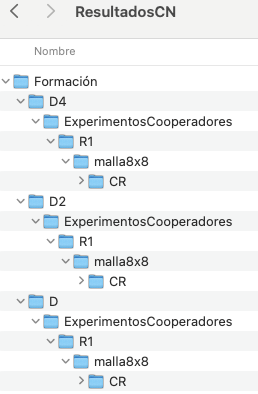 ResultadosCN
Nombre
Formación
D4
ExperimentosCooperadores
R1
malla8x8
CR
D2
ExperimentosCooperadores
R1
malla8x8
CR
D
ExperimentosCooperadores
R1
malla8x8
CR